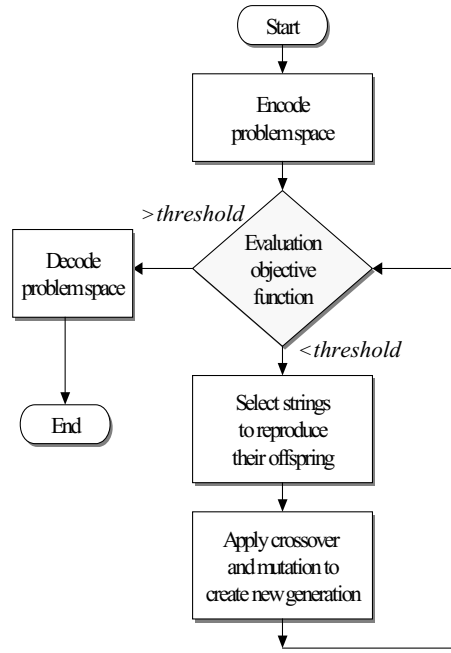 Start
Encode
problem space
>threshold
Evaluation
objective
function
Decode
problem space
<threshold
End
Select strings
to reproduce
their offspring
Apply crossover
and mutation to
create new generation